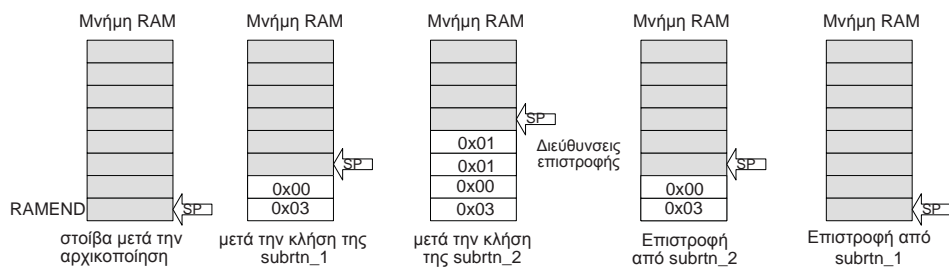 Μνήμη RAM
Μνήμη RAM
Μνήμη RAM
Μνήμη RAM
Μνήμη RAM
SP
0x01
0x01
0x00
0x03
Διεύθυνσεις
επιστροφής
SP
0x00
0x03
SP
0x00
0x03
RAMEND
SP
SP
στοίβα μετά την
αρχικοποίηση
μετά την κλήση της
subrtn_1
μετά την κλήση
της subrtn_2
Επιστροφή
από subrtn_2
Επιστροφή από
subrtn_1